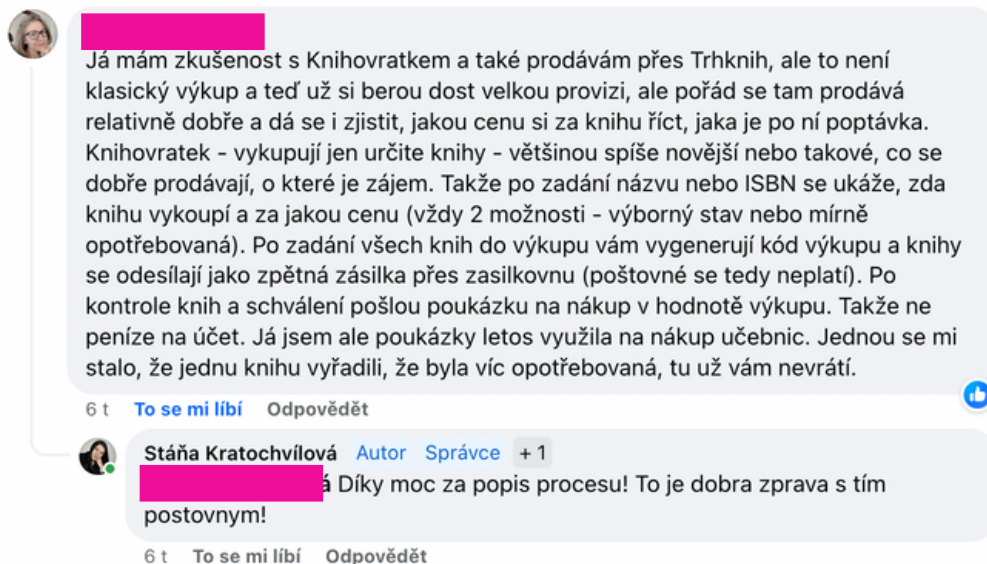 Já mám zkušenost s Knihovratkem a také prodávám přes Trhknih, ale to není
klasický výkup a teď už si berou dost velkou provizi, ale pořád se tam prodává
relativně dobře a dá se i zjistit, jakou cenu si za knihu říct, jaka je po ní poptávka.
Knihovratek - vykupují jen určite knihy - většinou spíše novější nebo takové, co se
dobře prodávají, o které je zájem. Takže po zadání názvu nebo ISBN se ukáže, zda
knihu vykoupí a za jakou cenu (vždy 2 možnosti - výborný stav nebo mírně
opotřebovaná). Po zadání všech knih do výkupu vám vygenerují kód výkupu a knihy
se odesílají jako zpětná zásilka přes zasilkovnu (poštovné se tedy neplatí). Po
kontrole knih a schválení pošlou poukázku na nákup v hodnotě výkupu. Takže ne
peníze na účet. Já jsem ale poukázky letos využila na nákup učebnic. Jednou se mi
stalo, že jednu knihu vyřadili, že byla víc opotřebovaná, tu už vám nevrátí.
6 t To se mi líbí Odpovědět
Stáňa Kratochvílová Autor Správce + 1
á Díky moc za popis procesu! To je dobra zprava s tím
postovnym!
6 t To se mi líbí Odpovědět